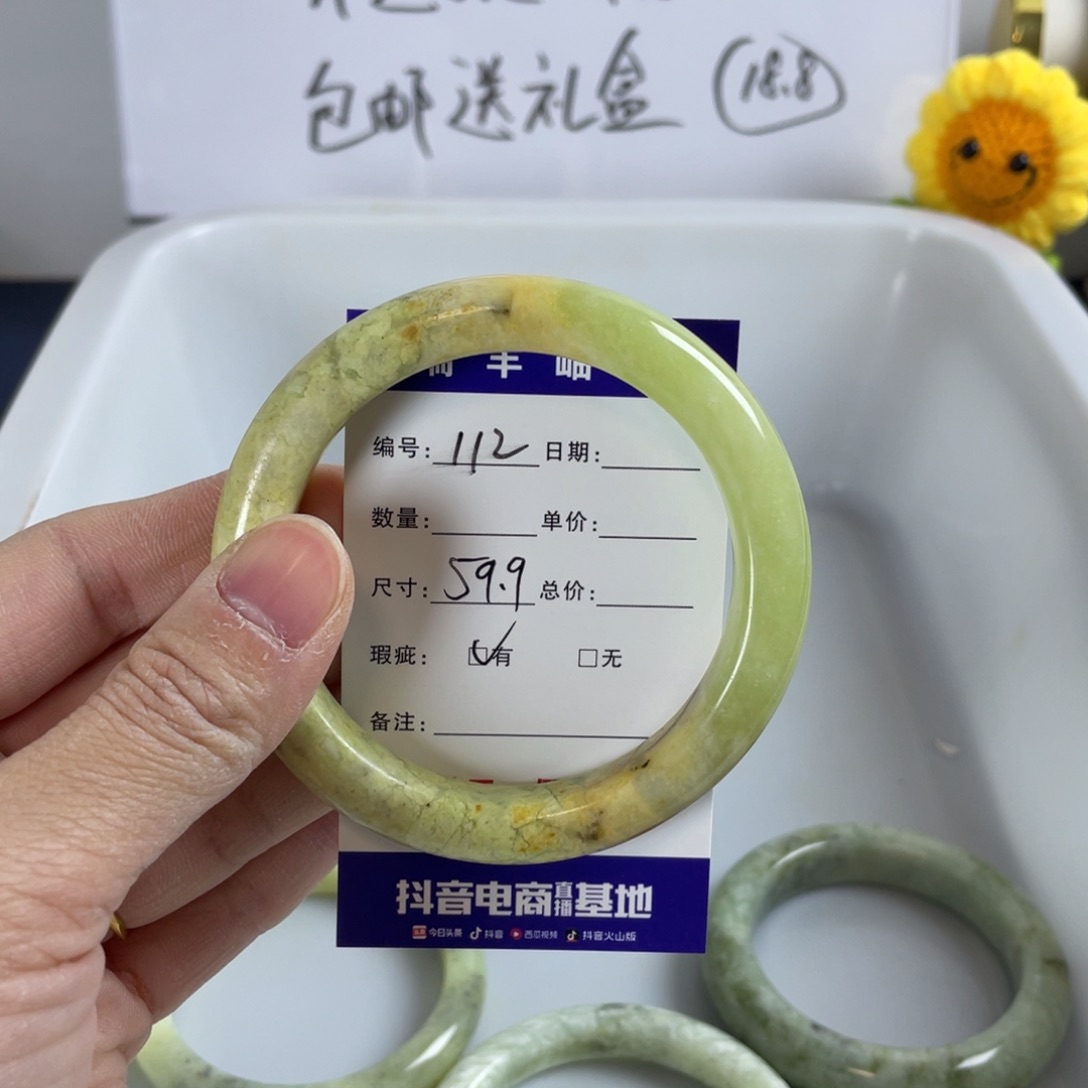 包邮送礼盒 (18.8)
编号: 112 日期:
数量: 单价:
尺寸: 59.9 总价:
瑕疵: ☑有 □无
备注:
抖音电商直播基地
今日头条 抖音 西瓜视频 抖音火山版